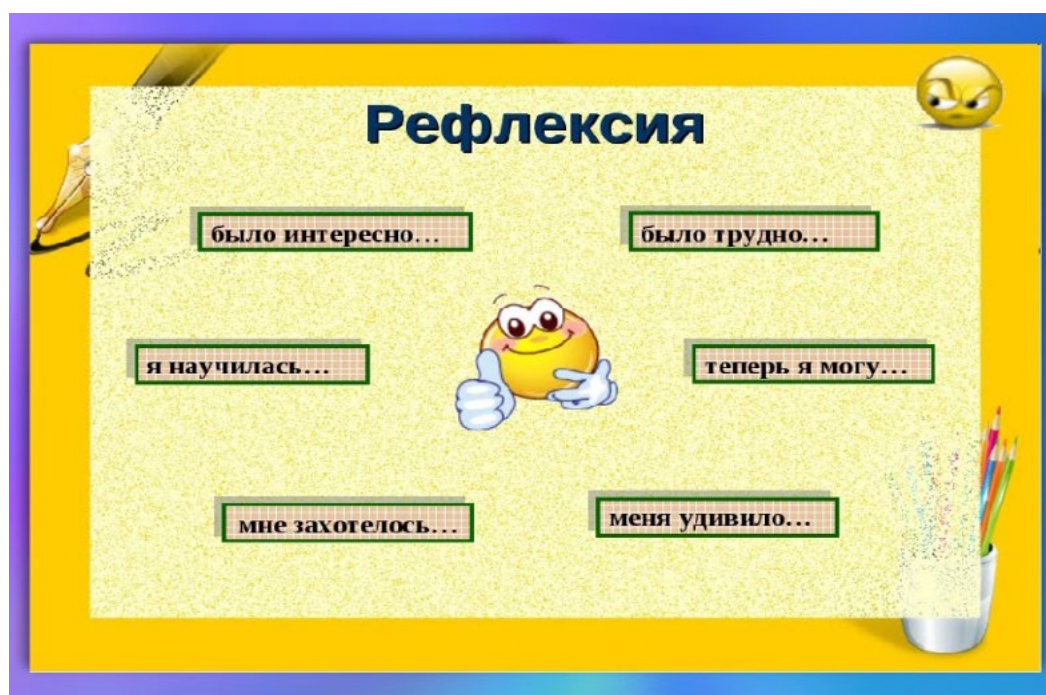 Рефлексия
было интересно…
было трудно…
я научилась…
теперь я могу…
мне захотелось…
меня удивило…